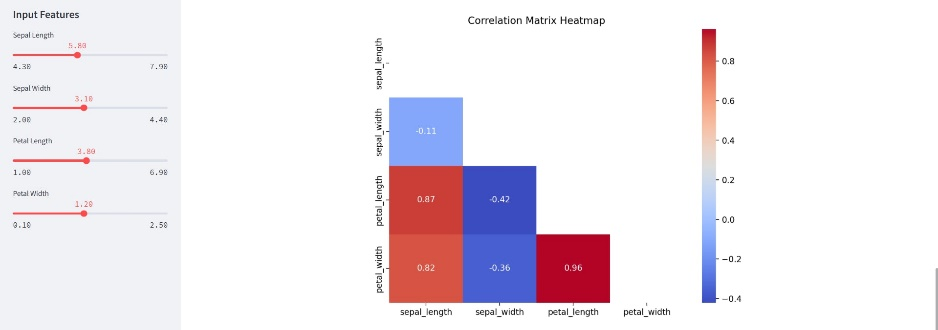 Input Features
Sepal Length
5.80
4.30 7.90
Sepal Width
3.10
2.00 4.40
Petal Length
3.80
1.00 6.90
Petal Width
1.20
0.10 2.50
Correlation Matrix Heatmap
sepal_length
sepal_width
-0.11
petal_length
0.87 -0.42
petal_width
0.82 -0.36 0.96
sepal_length sepal_width petal_length petal_width
0.8
0.6
0.4
0.2
0.0
−0.2
−0.4